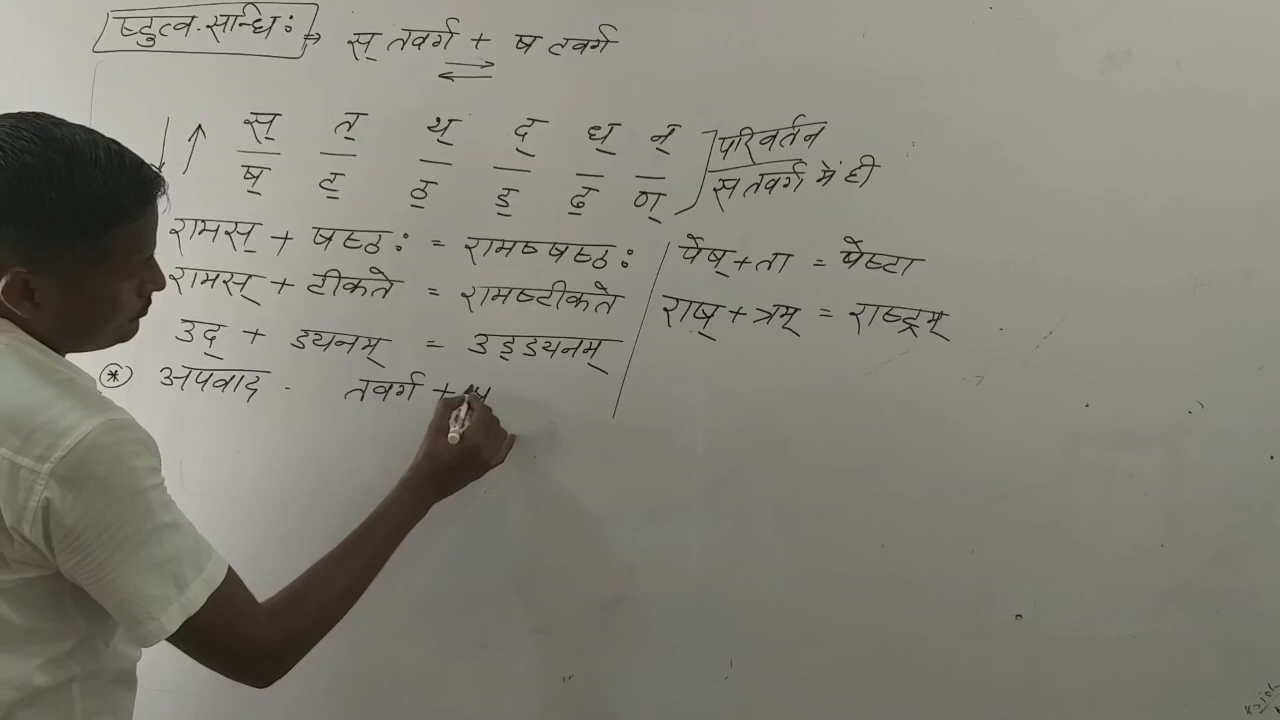 ष्टुत्व-सन्धिः → स् तवर्ग + ष टवर्ग
स् त् थ् द् ध् न् परिवर्तन
ष् ट् ठ् ड् ढ् ण् स तवर्ग में ही
रामस् + षष्ठः = रामष्षष्ठः
रामस् + टीकते = रामष्टीकते
उद् + डयनम् = उड्डयनम्
* अपवाद - तवर्ग + ष
पेष् + ता = पेष्टा
राष् + त्रम् = राष्ट्रम्